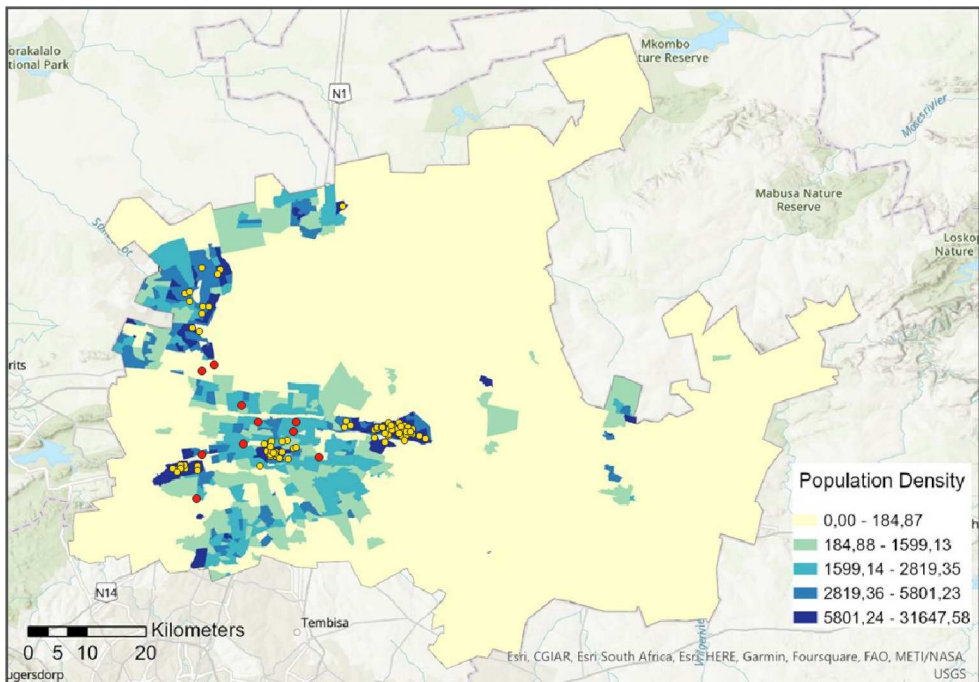 orakalalo
tional Park
Mkombo
ture Reserve
N1
Mosesrivier
Mabusa Nature
Reserve
Losko
Nature
rits
Population Density
0,00 - 184,87
184,88 - 1599,13
1599,14 - 2819,35
2819,36 - 5801,23
5801,24 - 31647,58
N14
Kilometers
0 5 10 20
Tembisa
ugersdorp
Esri, CGIAR, Esri South Africa, Esri, HERE, Garmin, Foursquare, FAO, METI/NASA,
USGS